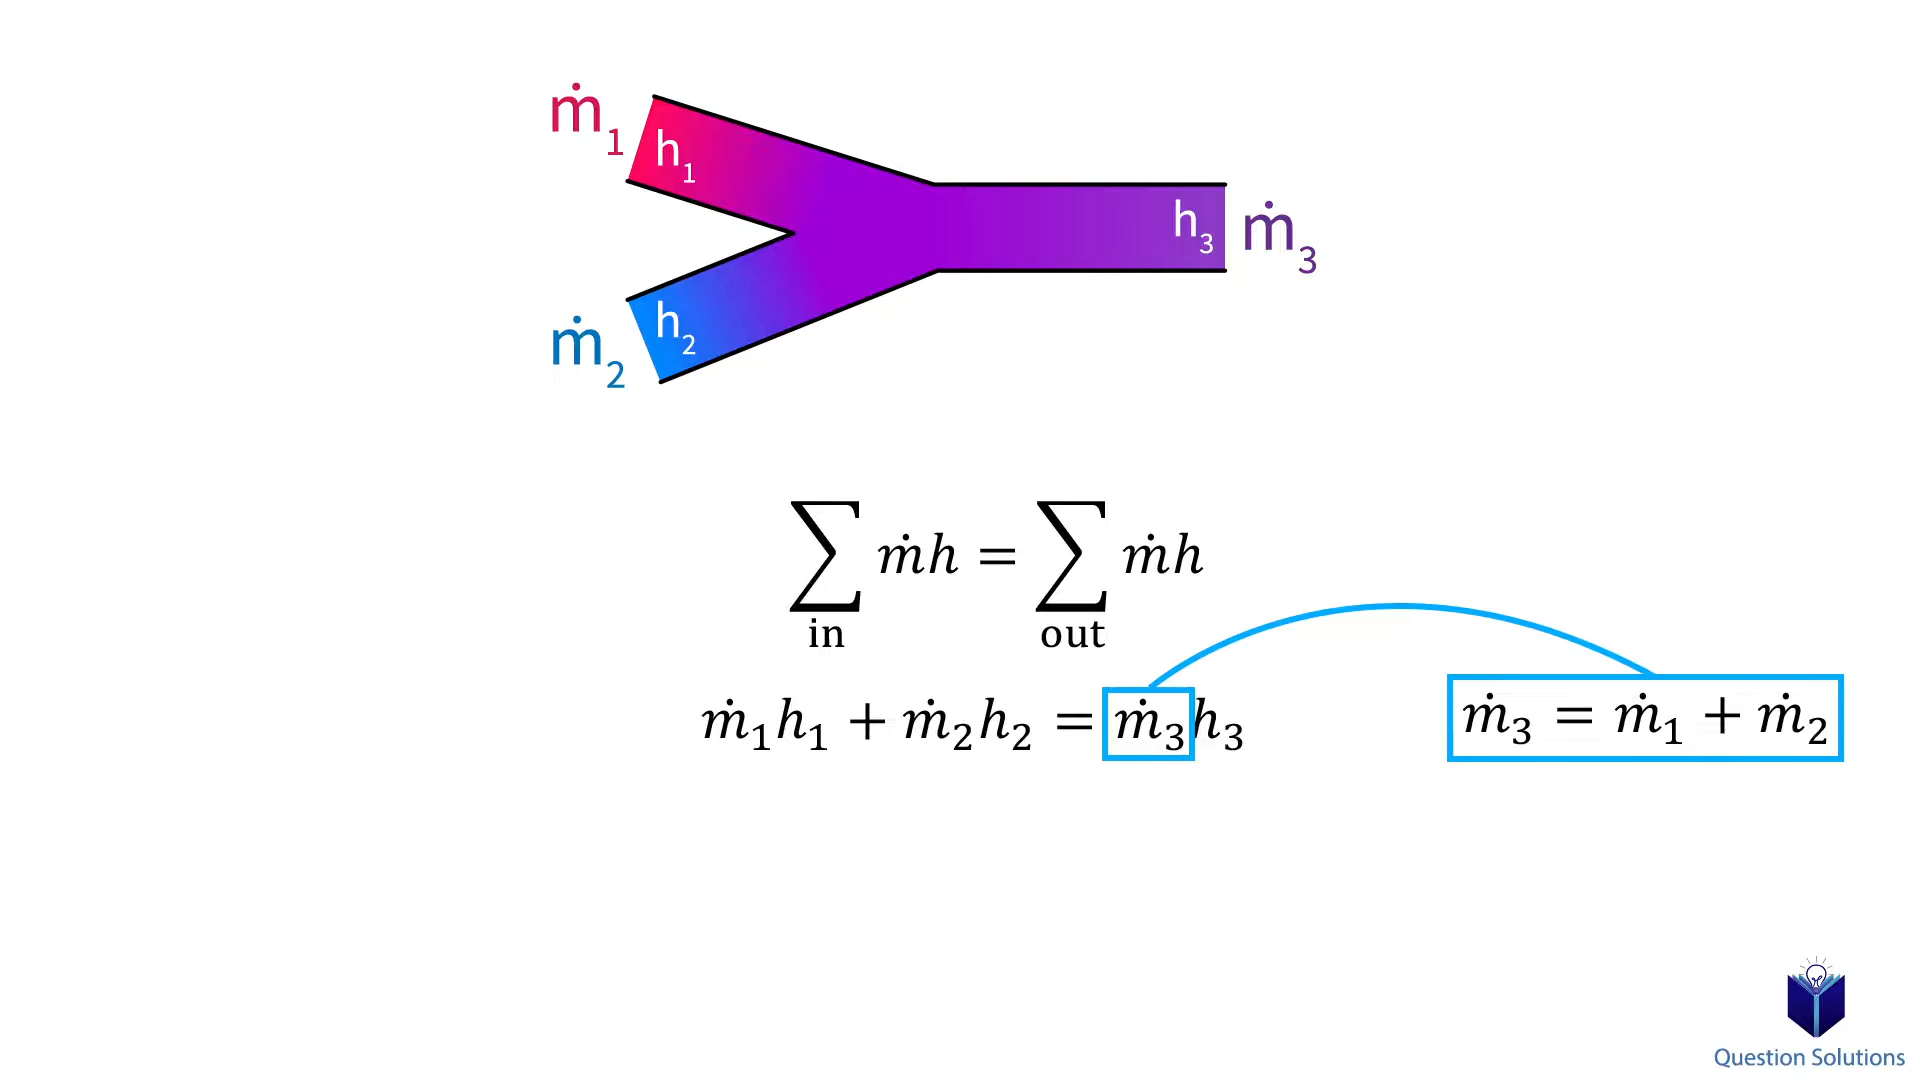 ṁ₁
h₁
h₃ ṁ₃
h₂
ṁ₂
∑ ṁh = ∑ ṁh
in out
ṁ₁h₁ + ṁ₂h₂ = ṁ₃h₃
ṁ₃ = ṁ₁ + ṁ₂
Question Solutions